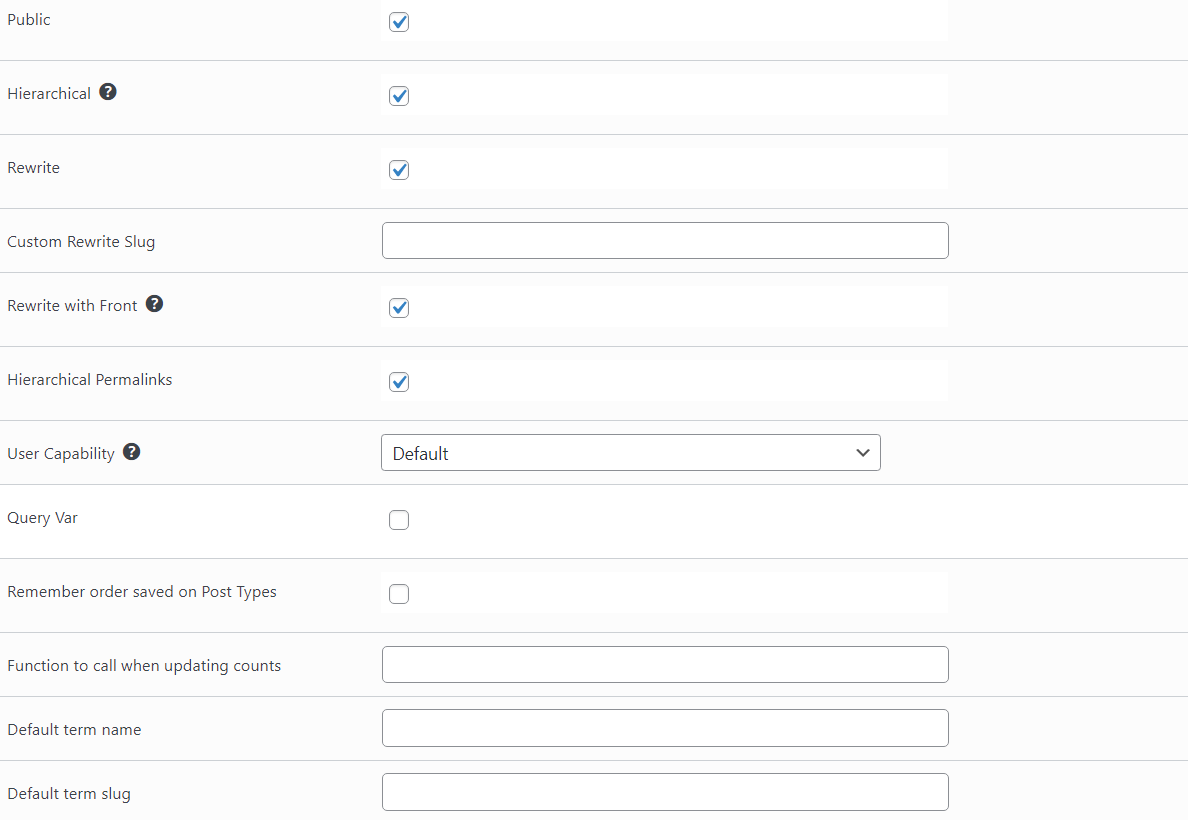 Public
Hierarchical ?
Rewrite
Custom Rewrite Slug
Rewrite with Front ?
Hierarchical Permalinks
User Capability ? Default
Query Var
Remember order saved on Post Types
Function to call when updating counts
Default term name
Default term slug